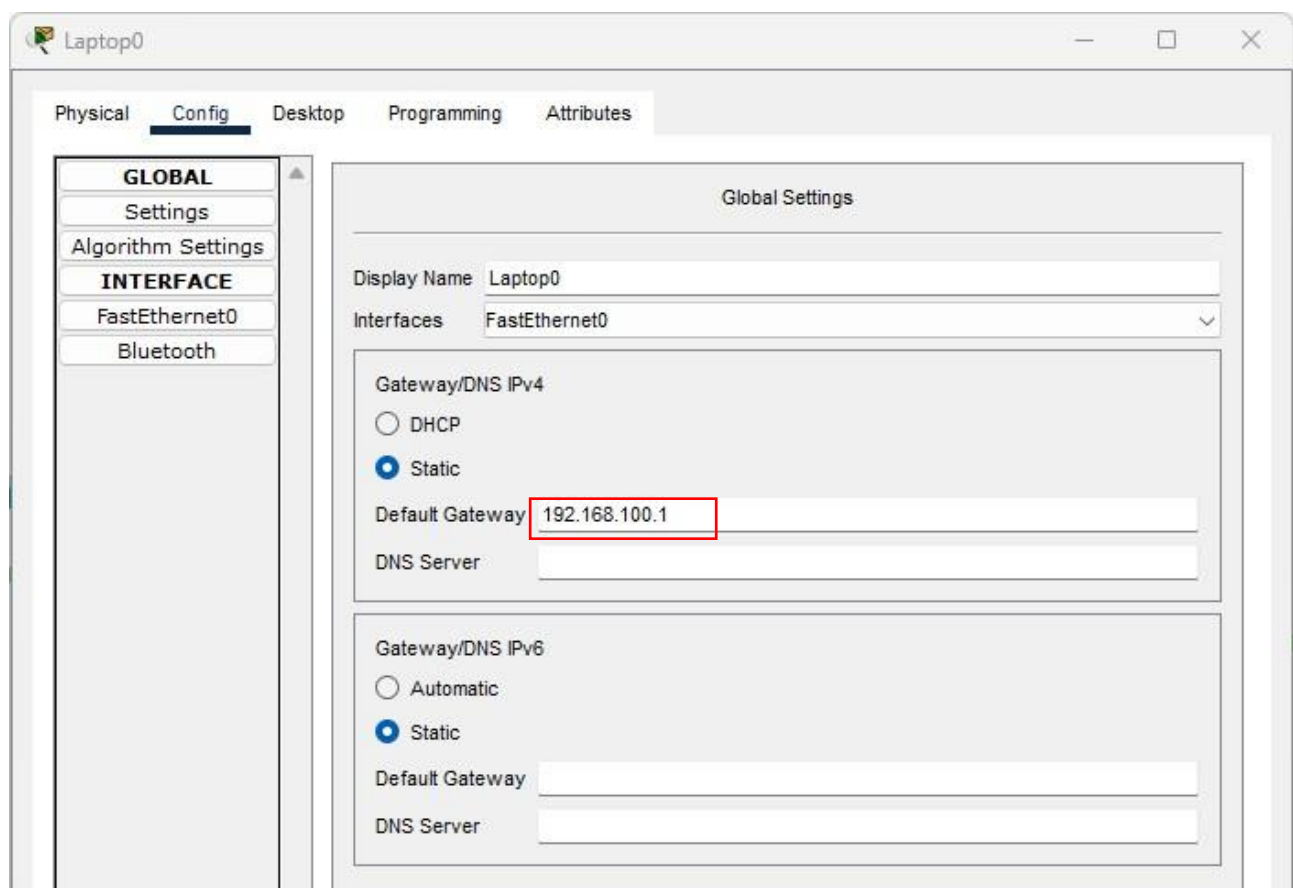 Laptop0
Physical Config Desktop Programming Attributes
GLOBAL
Settings
Algorithm Settings
INTERFACE
FastEthernet0
Bluetooth
Global Settings
Display Name Laptop0
Interfaces FastEthernet0
Gateway/DNS IPv4
DHCP
Static
Default Gateway 192.168.100.1
DNS Server
Gateway/DNS IPv6
Automatic
Static
Default Gateway
DNS Server